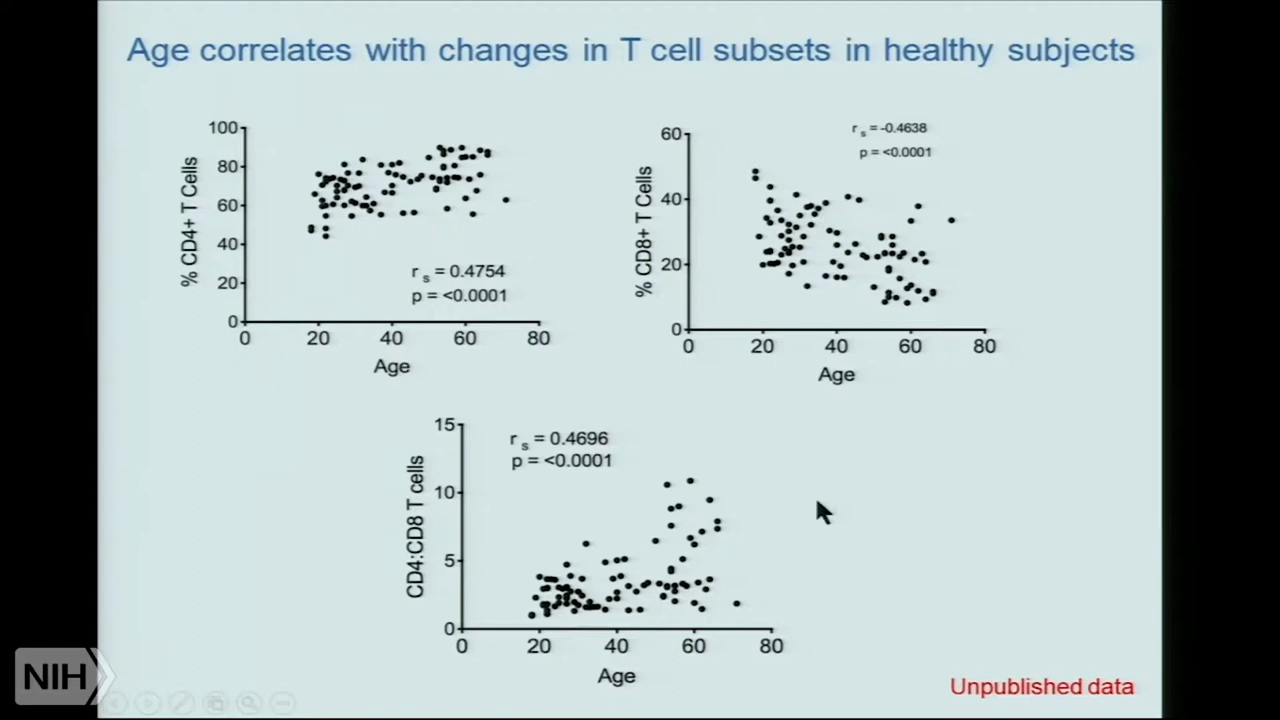 Age correlates with changes in T cell subsets in healthy subjects
% CD4+ T Cells
100
80
60
40
20
0
r s = 0.4754
p = <0.0001
0 20 40 60 80
Age
% CD8+ T Cells
60
40
20
0
r s = -0.4638
p = <0.0001
0 20 40 60 80
Age
CD4:CD8 T cells
15
10
5
0
r s = 0.4696
p = <0.0001
0 20 40 60 80
Age
NIH
Unpublished data